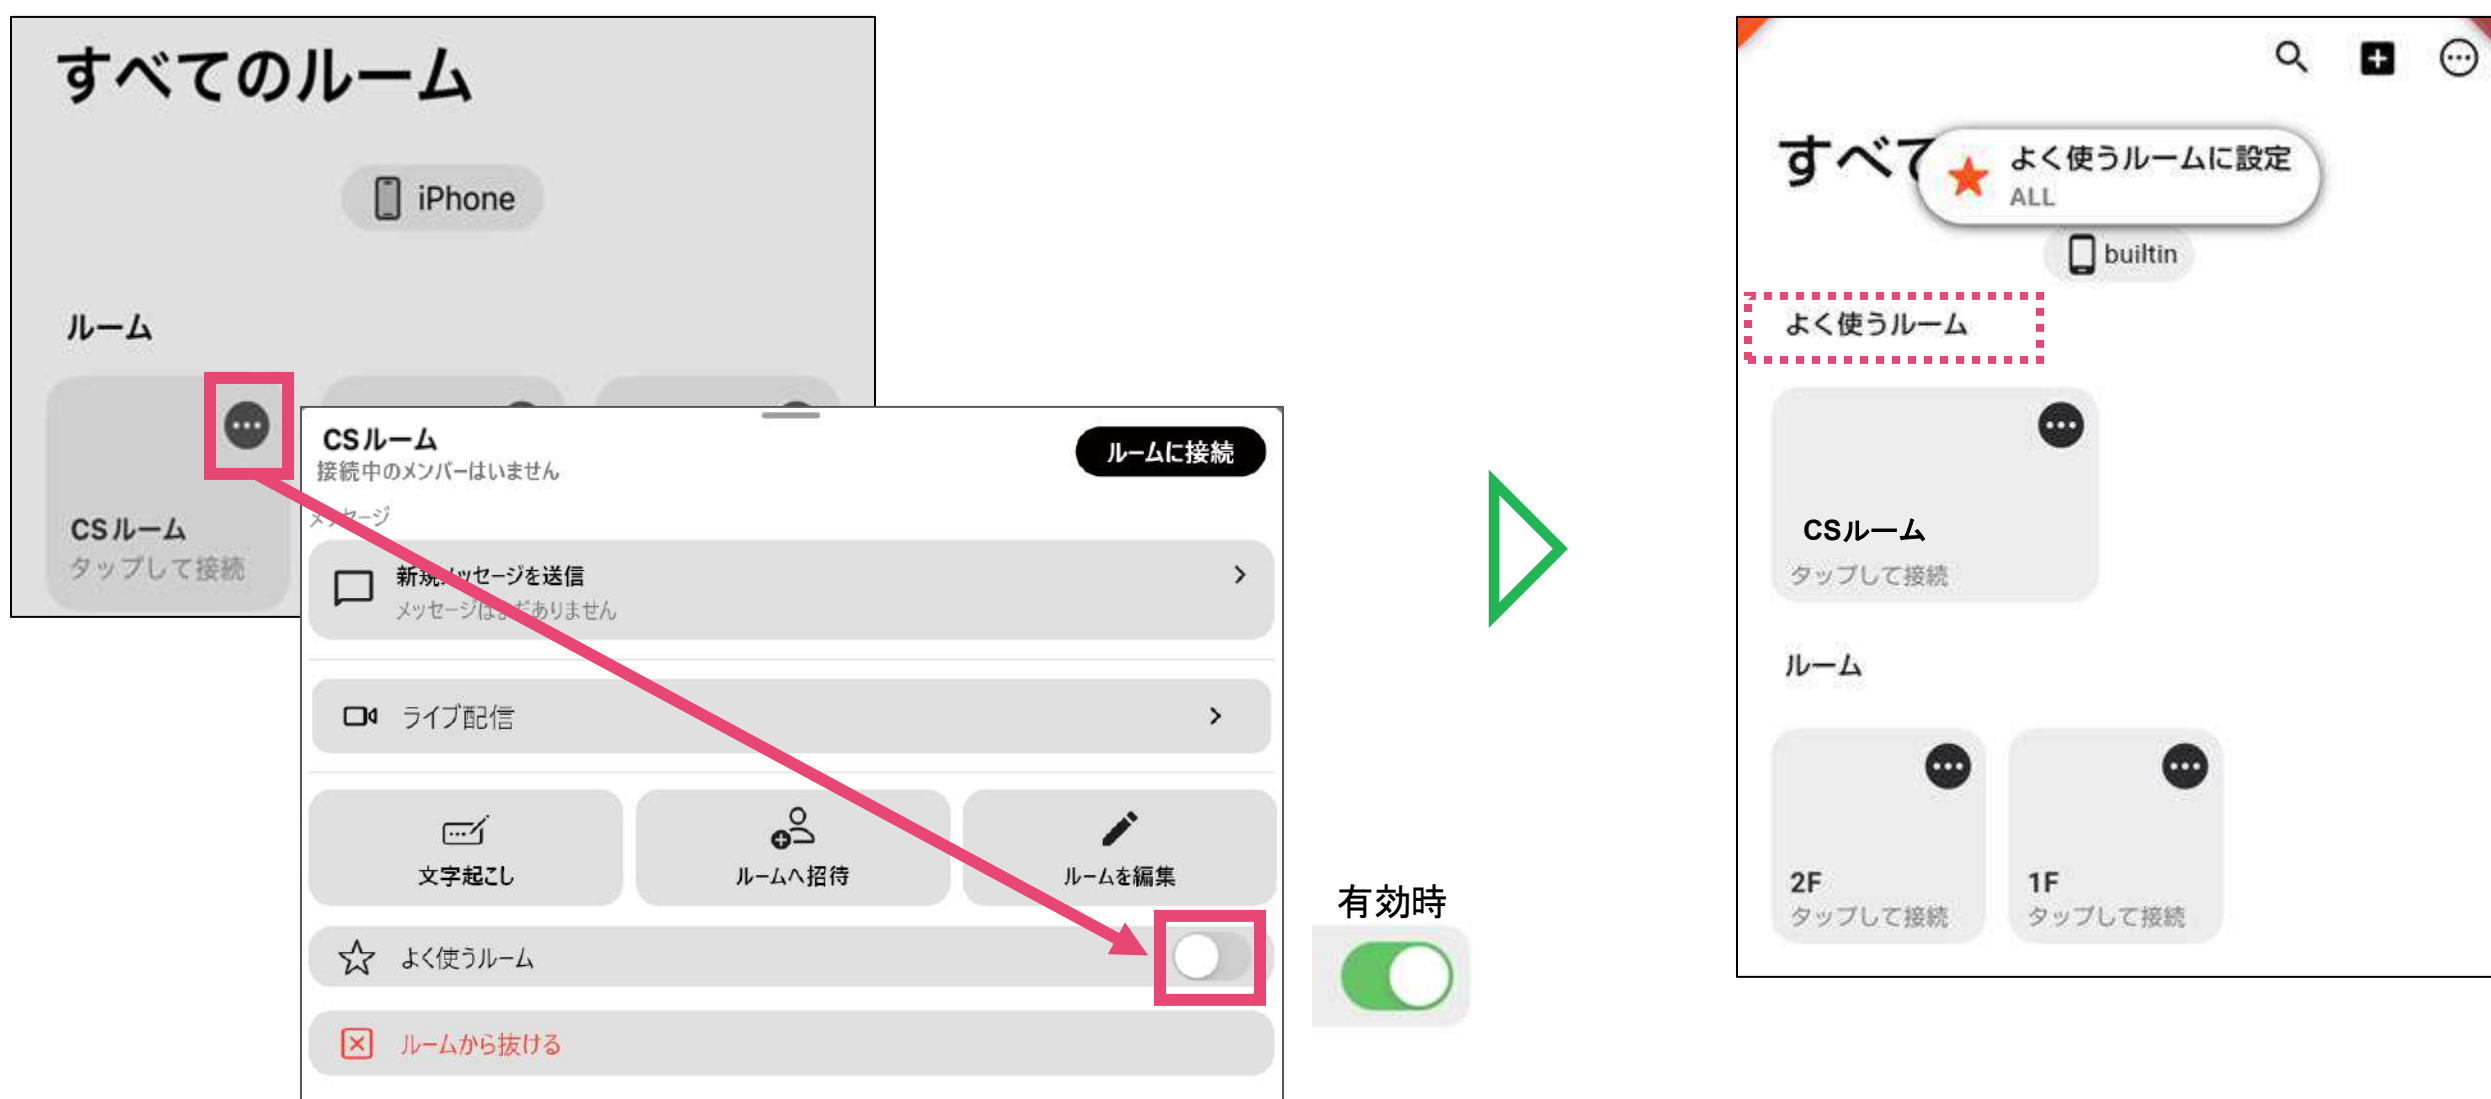 すべてのルーム
iPhone
ルーム
CSルーム
タップして接続
CSルーム
接続中のメンバーはいません
ルームに接続
メッセージ
新規メッセージを送信
メッセージはまだありません
ライブ配信
文字起こし
ルームへ招待
ルームを編集
よく使うルーム
ルームから抜ける
有効時
すべて
よく使うルームに設定
ALL
builtin
よく使うルーム
CSルーム
タップして接続
ルーム
2F
タップして接続
1F
タップして接続